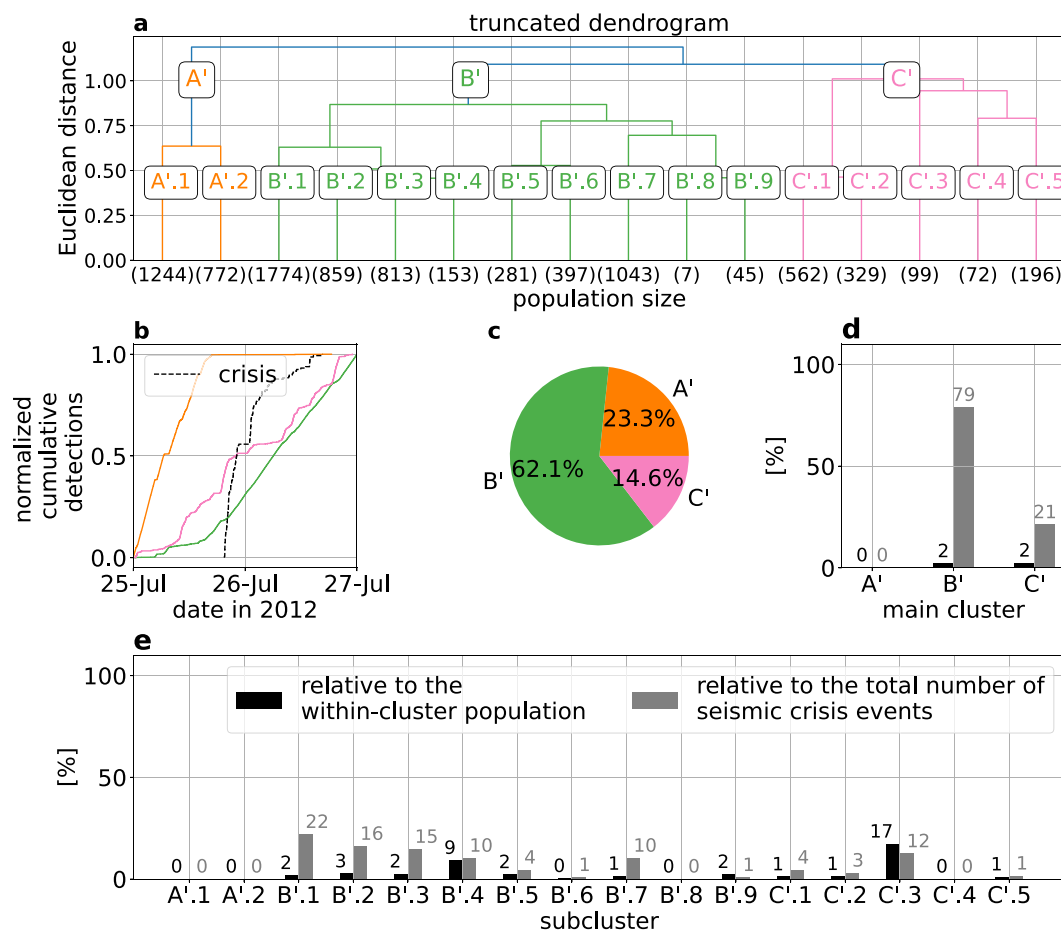 a
truncated dendrogram
Euclidean distance
1.00
0.75
0.50
0.25
0.00
A'
B'
C'
A'.1 A'.2 B'.1 B'.2 B'.3 B'.4 B'.5 B'.6 B'.7 B'.8 B'.9 C'.1 C'.2 C'.3 C'.4 C'.5
(1244) (772) (1774) (859) (813) (153) (281) (397) (1043) (7) (45) (562) (329) (99) (72) (196)
population size
b
normalized
cumulative
detections
1.0
0.5
0.0
crisis
25-Jul 26-Jul 27-Jul
date in 2012
c
A'
23.3%
B'
62.1%
C'
14.6%
d
[%]
100
50
0
0 0
2 79
2 21
A' B' C'
main cluster
e
[%]
100
50
0
relative to the
within-cluster population
relative to the total number of
seismic crisis events
0 0 0 0 2 22 3 16 2 15 9 10 2 4 0 1 1 10 0 0 2 1 1 4 1 3 17 12 0 0 1 1
A'.1 A'.2 B'.1 B'.2 B'.3 B'.4 B'.5 B'.6 B'.7 B'.8 B'.9 C'.1 C'.2 C'.3 C'.4 C'.5
subcluster